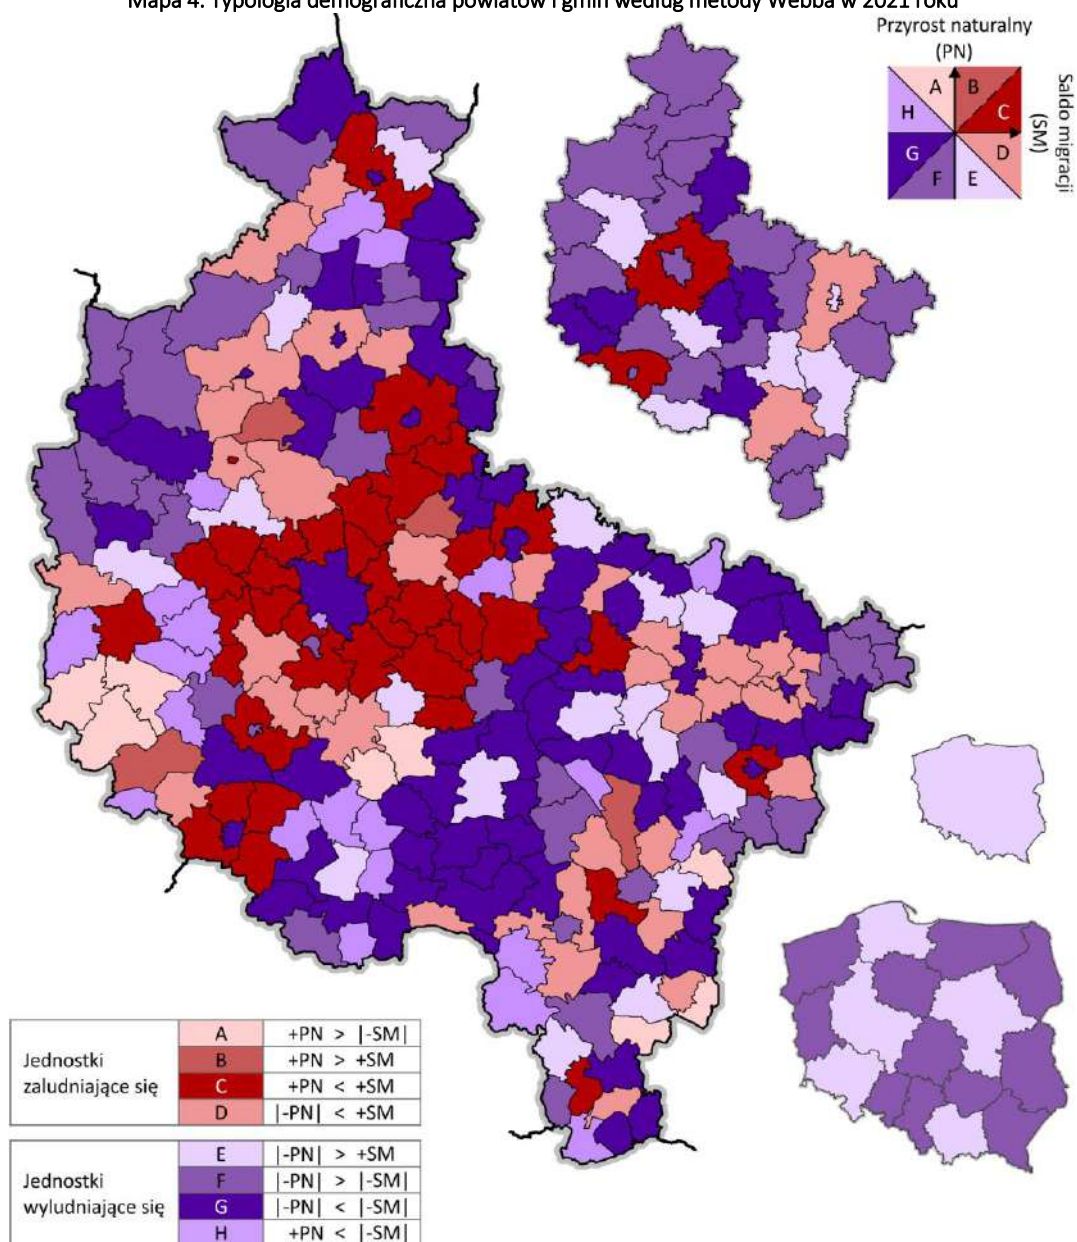 Mapa 4. Typologia demograficzna powiatów i gmin według metody Webba w 2021 roku
Przyrost naturalny
(PN)
A B
H C
G D
F E
Saldo migracji
(SM)
Jednostki
zaludniające się
A +PN > |-SM|
B +PN > +SM
C +PN < +SM
D |-PN| < +SM
Jednostki
wyludniające się
E |-PN| > +SM
F |-PN| > |-SM|
G |-PN| < |-SM|
H +PN < |-SM|